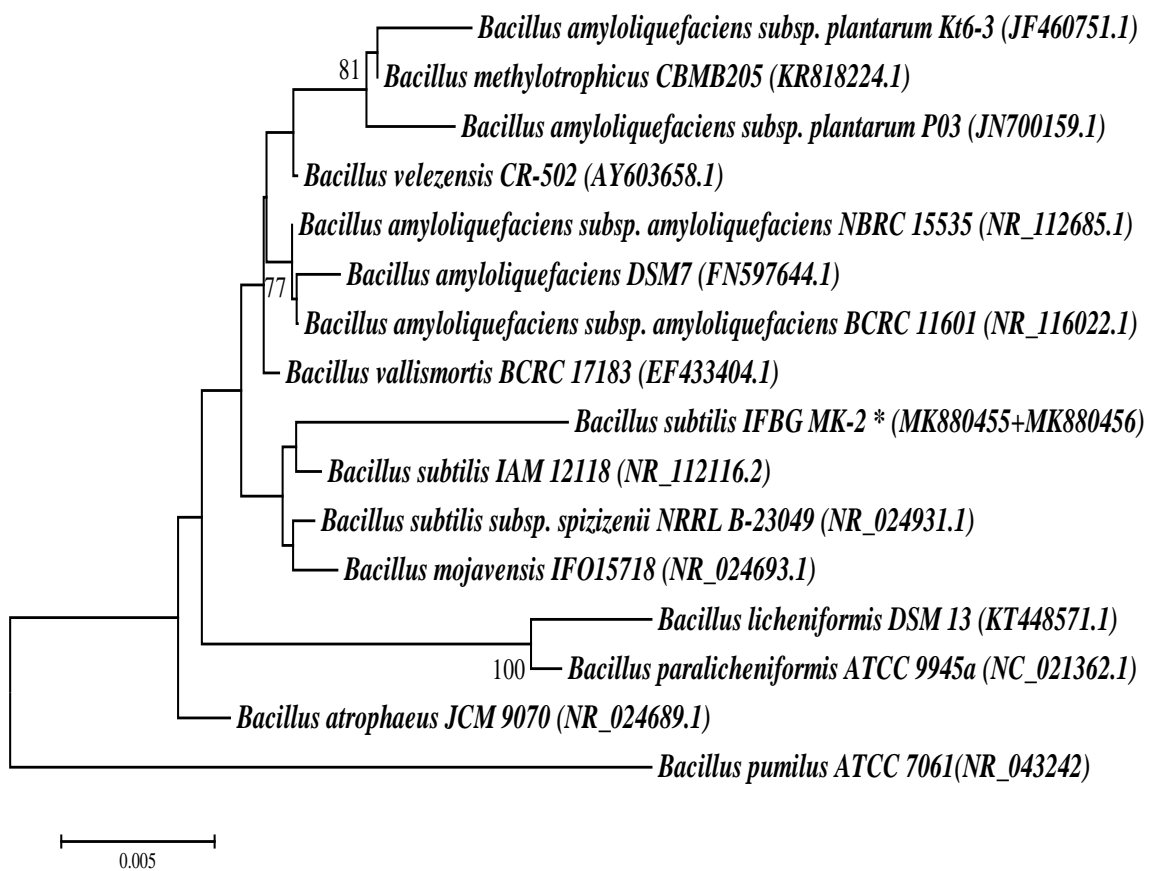 Bacillus amyloliquefaciens subsp. plantarum Kt6-3 (JF460751.1)
81
Bacillus methylotrophicus CBMB205 (KR818224.1)
Bacillus amyloliquefaciens subsp. plantarum P03 (JN700159.1)
Bacillus velezensis CR-502 (AY603658.1)
Bacillus amyloliquefaciens subsp. amyloliquefaciens NBRC 15535 (NR_112685.1)
Bacillus amyloliquefaciens DSM7 (FN597644.1)
77
Bacillus amyloliquefaciens subsp. amyloliquefaciens BCRC 11601 (NR_116022.1)
Bacillus vallismortis BCRC 17183 (EF433404.1)
Bacillus subtilis IFBG MK-2 * (MK880455+MK880456)
Bacillus subtilis IAM 12118 (NR_112116.2)
Bacillus subtilis subsp. spizizenii NRRL B-23049 (NR_024931.1)
Bacillus mojavensis IFO15718 (NR_024693.1)
Bacillus licheniformis DSM 13 (KT448571.1)
100
Bacillus paralicheniformis ATCC 9945a (NC_021362.1)
Bacillus atrophaeus JCM 9070 (NR_024689.1)
Bacillus pumilus ATCC 7061(NR_043242)
0.005